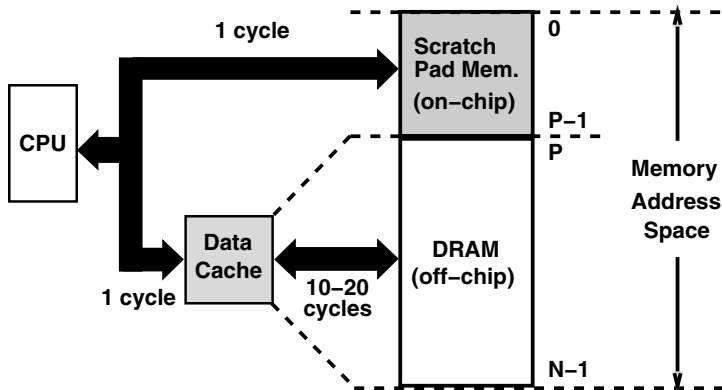 1 cycle
Scratch
Pad Mem.
(on−chip)
0
P−1
P
CPU
Memory
Address
Space
Data
Cache
1 cycle
10−20
cycles
DRAM
(off−chip)
N−1